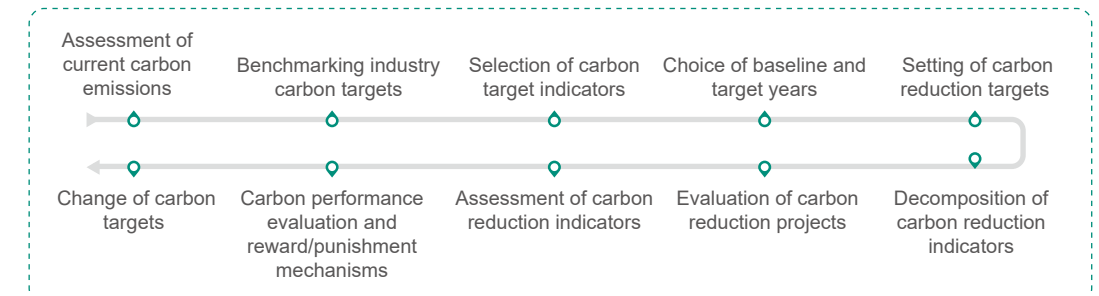 Assessment of
current carbon
emissions
Benchmarking industry
carbon targets
Selection of carbon
target indicators
Choice of baseline and
target years
Setting of carbon
reduction targets
Change of carbon
targets
Carbon performance
evaluation and
reward/punishment
mechanisms
Assessment of carbon
reduction indicators
Evaluation of carbon
reduction projects
Decomposition of
carbon reduction
indicators